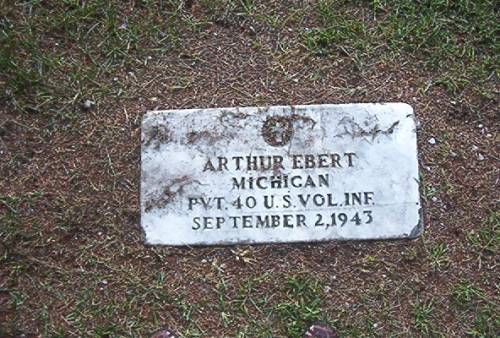 ARTHUR EBERT
MICHIGAN
PVT. 40 U.S. VOL. INF.
SEPTEMBER 2, 1943